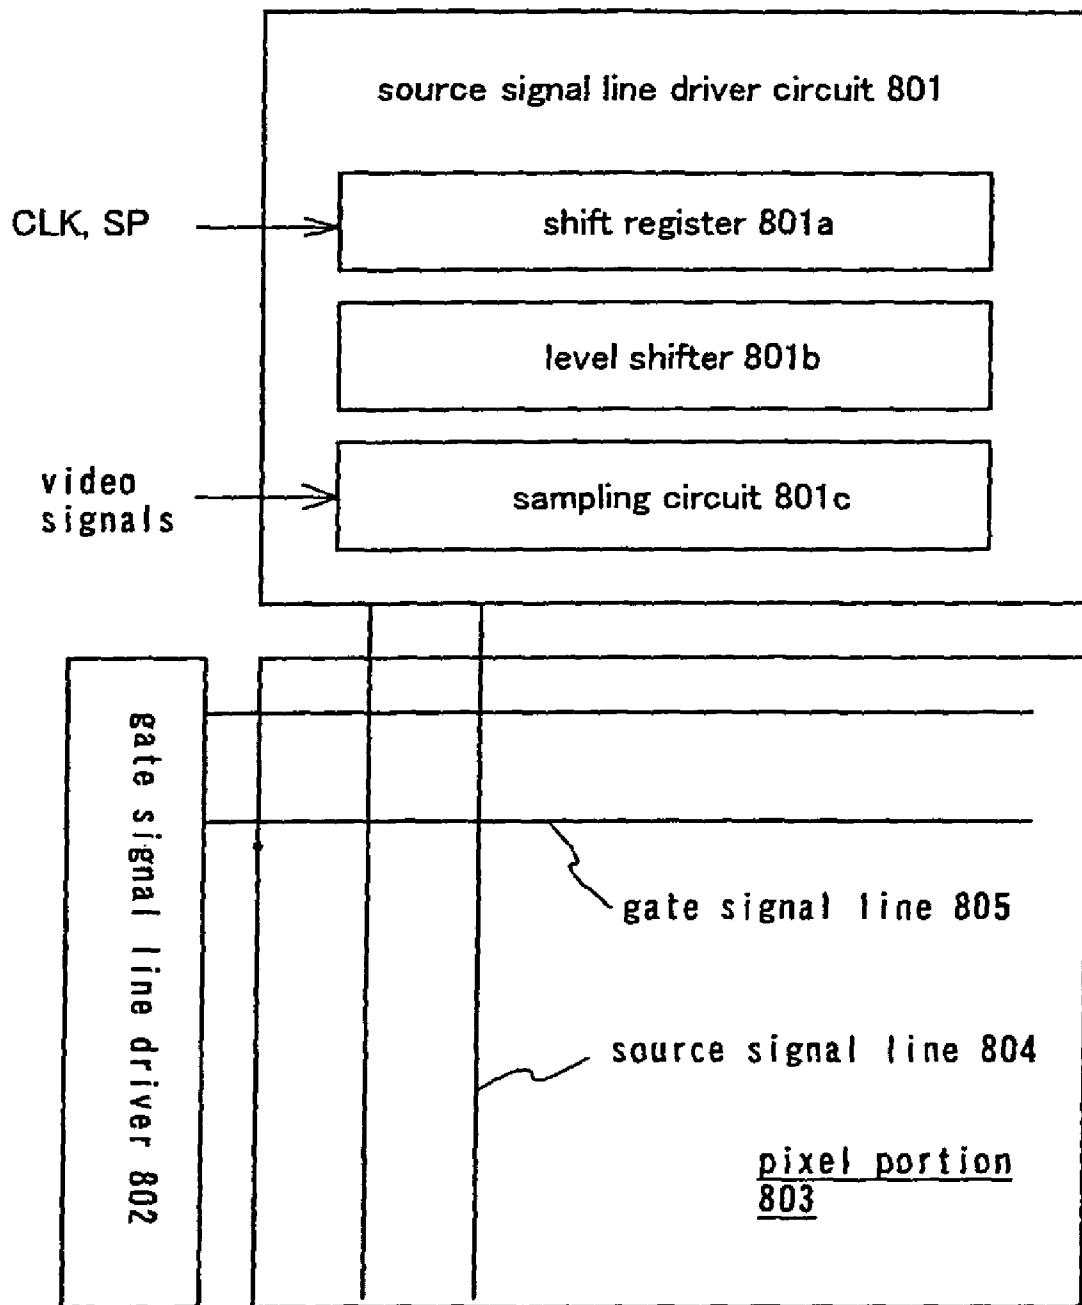 source signal line driver circuit 801
CLK, SP
shift register 801a
level shifter 801b
video
signals
sampling circuit 801c
gate signal line driver 802
gate signal line 805
source signal line 804
pixel portion
803